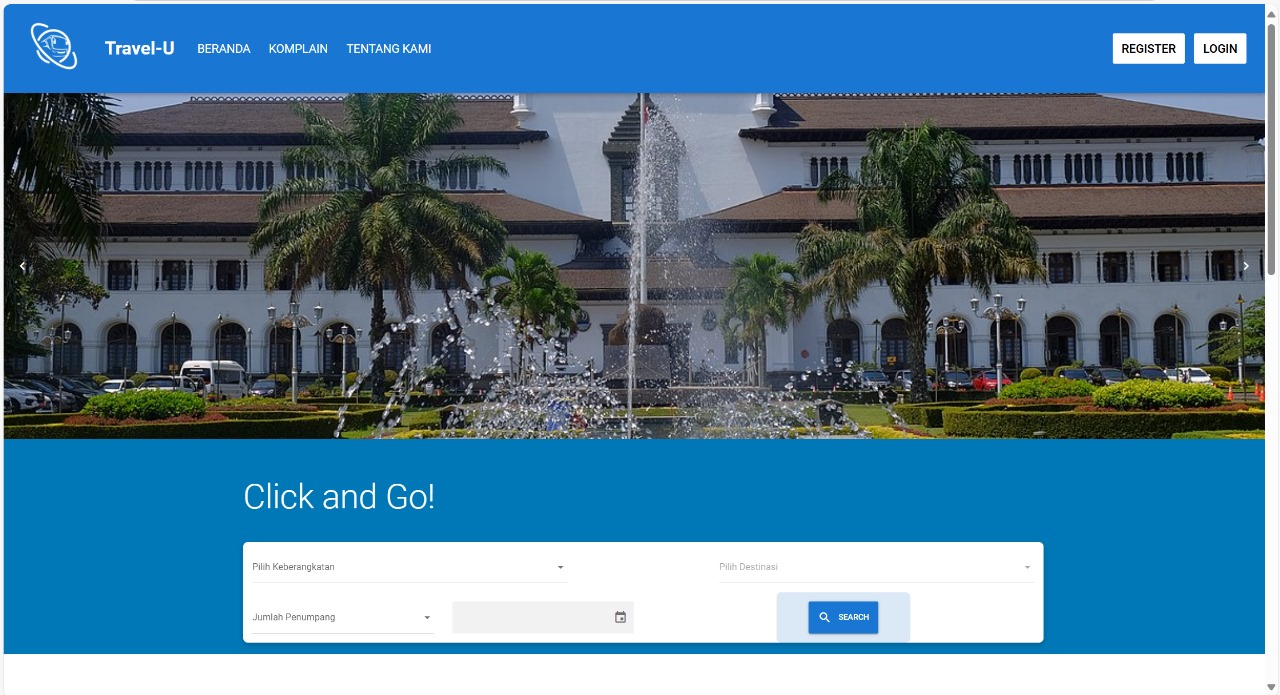 Travel-U BERANDA KOMPLAIN TENTANG KAMI REGISTER LOGIN
Click and Go!
Pilih Keberangkatan Pilih Destinasi
Jumlah Penumpang SEARCH